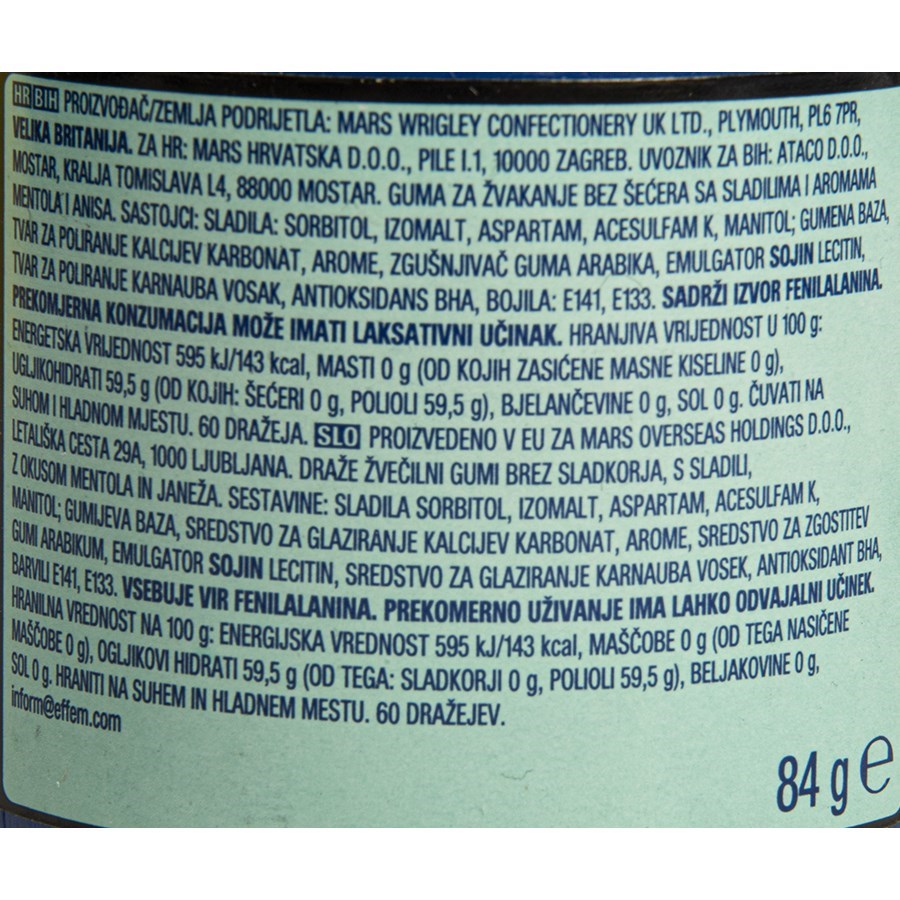 HR BIH PROIZVOĐAČ/ZEMLJA PODRIJETLA: MARS WRIGLEY CONFECTIONERY UK LTD., PLYMOUTH, PL6 7PR,
VELIKA BRITANIJA. ZA HR: MARS HRVATSKA D.O.O., PILE I.1, 10000 ZAGREB. UVOZNIK ZA BIH: ATACO D.O.O.,
MOSTAR, KRALJA TOMISLAVA L4, 88000 MOSTAR. GUMA ZA ŽVAKANJE BEZ ŠEĆERA SA SLADILIMA I AROMAMA
MENTOLA I ANISA. SASTOJCI: SLADILA: SORBITOL, IZOMALT, ASPARTAM, ACESULFAM K, MANITOL; GUMENA BAZA,
TVAR ZA POLIRANJE KALCIJEV KARBONAT, AROME, ZGUŠNJIVAČ GUMA ARABIKA, EMULGATOR SOJIN LECITIN,
TVAR ZA POLIRANJE KARNAUBA VOSAK, ANTIOKSIDANS BHA, BOJILA: E141, E133. SADRŽI IZVOR FENILALANINA.
PREKOMJERNA KONZUMACIJA MOŽE IMATI LAKSATIVNI UČINAK. HRANJIVA VRIJEDNOST U 100 g:
ENERGETSKA VRIJEDNOST 595 kJ/143 kcal, MASTI 0 g (OD KOJIH ZASIĆENE MASNE KISELINE 0 g),
UGLJIKOHIDRATI 59,5 g (OD KOJIH: ŠEĆERI 0 g, POLIOLI 59,5 g), BJELANČEVINE 0 g, SOL 0 g. ČUVATI NA
SUHOM I HLADNOM MJESTU. 60 DRAŽEJA. SLO PROIZVEDENO V EU ZA MARS OVERSEAS HOLDINGS D.O.O.,
LETALIŠKA CESTA 29A, 1000 LJUBLJANA. DRAŽE ŽVEČILNI GUMI BREZ SLADKORJA, S SLADILI,
Z OKUSOM MENTOLA IN JANEŽA. SESTAVINE: SLADILA SORBITOL, IZOMALT, ASPARTAM, ACESULFAM K,
MANITOL; GUMIJEVA BAZA, SREDSTVO ZA GLAZIRANJE KALCIJEV KARBONAT, AROME, SREDSTVO ZA ZGOSTITEV
GUMI ARABIKUM, EMULGATOR SOJIN LECITIN, SREDSTVO ZA GLAZIRANJE KARNAUBA VOSEK, ANTIOKSIDANT BHA,
BARVILI E141, E133. VSEBUJE VIR FENILALANINA. PREKOMERNO UŽIVANJE IMA LAHKO ODVAJALNI UČINEK.
HRANILNA VREDNOST NA 100 g: ENERGIJSKA VREDNOST 595 kJ/143 kcal, MAŠČOBE 0 g (OD TEGA NASIČENE
MAŠČOBE 0 g), OGLJIKOVI HIDRATI 59,5 g (OD TEGA: SLADKORJI 0 g, POLIOLI 59,5 g), BELJAKOVINE 0 g,
SOL 0 g. HRANITI NA SUHEM IN HLADNEM MESTU. 60 DRAŽEJEV.
inform@effem.com
84 g e